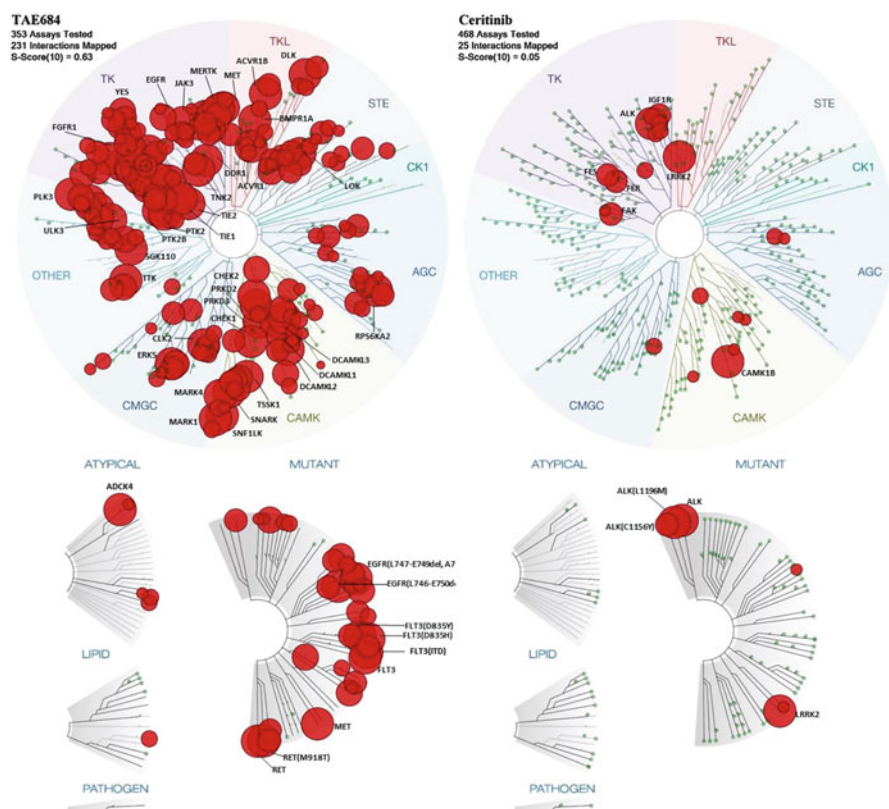 TAE684
353 Assays Tested
231 Interactions Mapped
S-Score(10) = 0.63
TK
TKL
STE
CK1
AGC
CAMK
CMGC
OTHER
YES
EGFR
JAK3
MERTK
MET
ACVR1B
DLK
FGFR1
BMPR1A
DDR1
ACVR1
LOK
TNK2
PLK3
TIE2
ULK3
PTK2
PTK2B
TIE1
SGK110
TTK
CHEK2
PRKD2
PRKD3
CHEK1
RPS6KA2
CLK2
ERK5
DCAMKL3
DCAMKL1
DCAMKL2
MARK4
TSSK1
SNARK
MARK1
SNF1LK
ATYPICAL
MUTANT
ADCK4
EGFR(L747-E749del, A7
EGFR(L746-E750d
FLT3(D835Y)
FLT3(D835H)
FLT3(ITD)
FLT3
LIPID
MET
RET(M918T)
RET
PATHOGEN
Ceritinib
468 Assays Tested
25 Interactions Mapped
S-Score(10) = 0.05
TK
TKL
STE
CK1
AGC
CAMK
CMGC
OTHER
IGF1R
ALK
FES
FER
LRRK2
FAK
CAMK1B
ATYPICAL
MUTANT
ALK(L1196M)
ALK
ALK(C1156Y)
LIPID
LRRK2
PATHOGEN